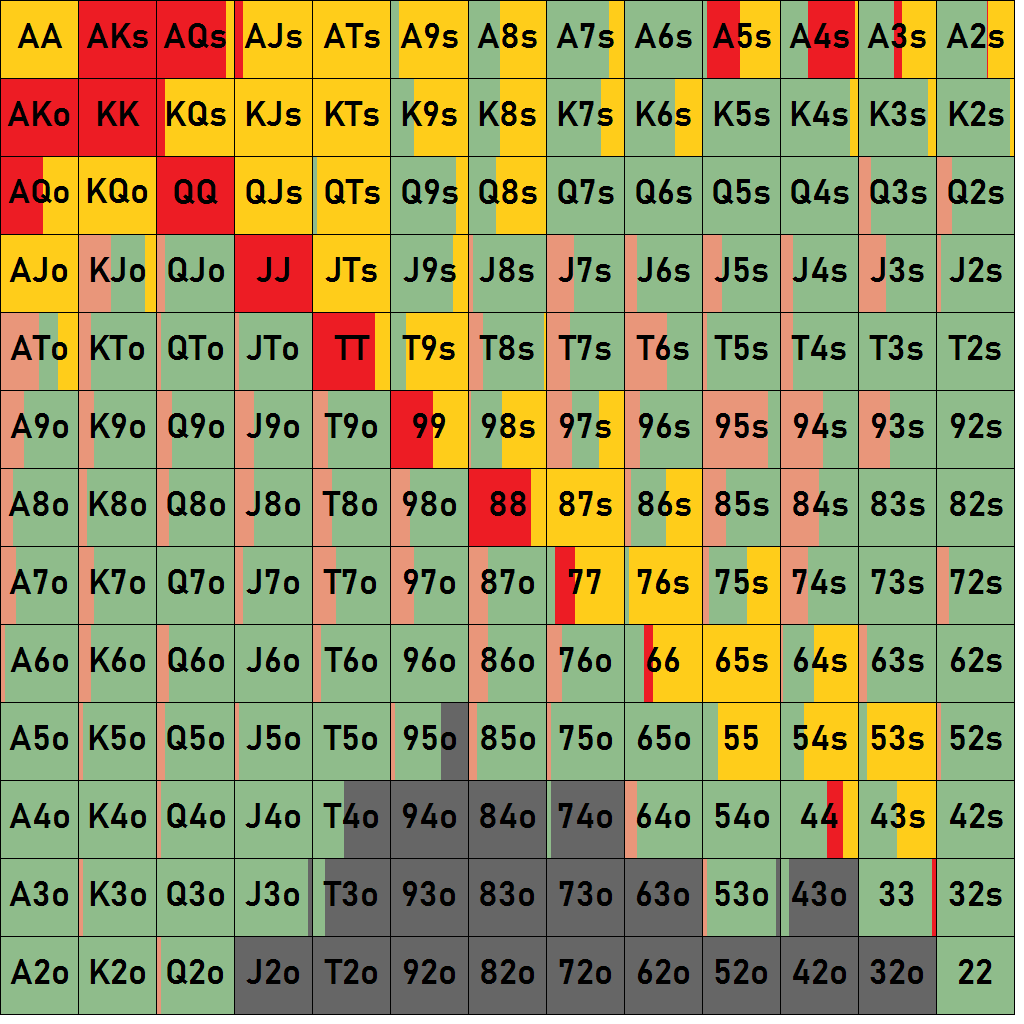 AA AKs AQs AJs ATs A9s A8s A7s A6s A5s A4s A3s A2s
AKo KK KQs KJs KTs K9s K8s K7s K6s K5s K4s K3s K2s
AQo KQo QQ QJs QTs Q9s Q8s Q7s Q6s Q5s Q4s Q3s Q2s
AJo KJo QJo JJ JTs J9s J8s J7s J6s J5s J4s J3s J2s
ATo KTo QTo JTo TT T9s T8s T7s T6s T5s T4s T3s T2s
A9o K9o Q9o J9o T9o 99 98s 97s 96s 95s 94s 93s 92s
A8o K8o Q8o J8o T8o 98o 88 87s 86s 85s 84s 83s 82s
A7o K7o Q7o J7o T7o 97o 87o 77 76s 75s 74s 73s 72s
A6o K6o Q6o J6o T6o 96o 86o 76o 66 65s 64s 63s 62s
A5o K5o Q5o J5o T5o 95o 85o 75o 65o 55 54s 53s 52s
A4o K4o Q4o J4o T4o 94o 84o 74o 64o 54o 44 43s 42s
A3o K3o Q3o J3o T3o 93o 83o 73o 63o 53o 43o 33 32s
A2o K2o Q2o J2o T2o 92o 82o 72o 62o 52o 42o 32o 22